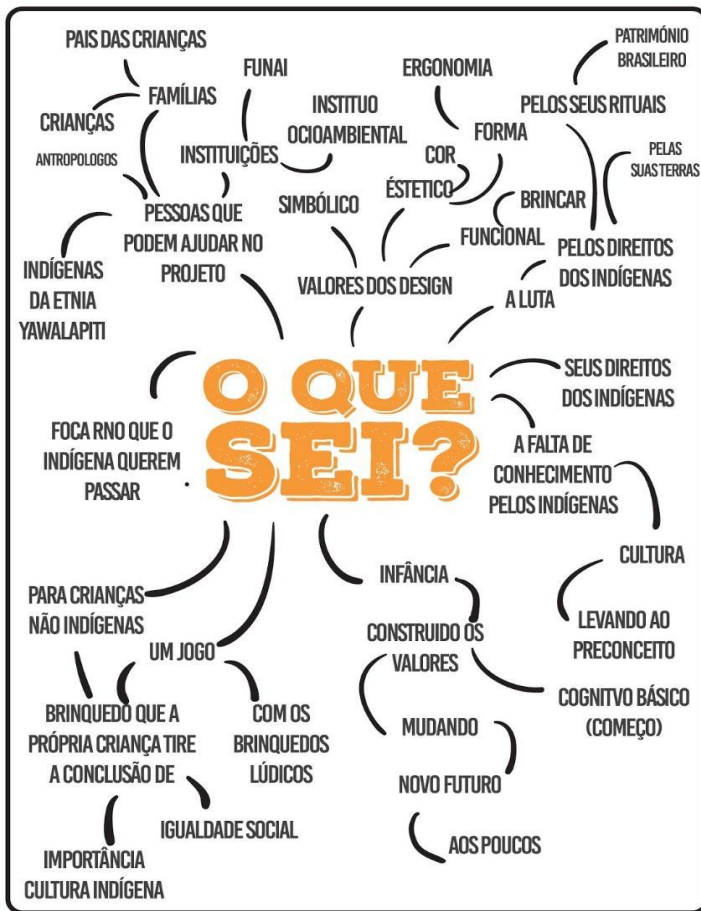 PAIS DAS CRIANÇAS
FAMÍLIAS
CRIANÇAS
ANTROPOLOGOS
FUNAI
INSTITUO
OCIOAMBIENTAL
INSTITUIÇÕES
PESSOAS QUE
PODEM AJUDAR NO
PROJETO
INDÍGENAS
DA ETNIA
YAWALAPITI
ERGONOMIA
FORMA
COR
ÉSTETICO
SIMBÓLICO
BRINCAR
FUNCIONAL
VALORES DOS DESIGN
PATRIMÓNIO
BRASILEIRO
PELOS SEUS RITUAIS
PELAS
SUAS TERRAS
PELOS DIREITOS
DOS INDÍGENAS
A LUTA
O QUE
SEI?
SEUS DIREITOS
DOS INDÍGENAS
A FALTA DE
CONHECIMENTO
PELOS INDÍGENAS
CULTURA
LEVANDO AO
PRECONCEITO
FOCA RNO QUE O
INDÍGENA QUEREM
PASSAR .
PARA CRIANÇAS
NÃO INDÍGENAS
UM JOGO
BRINQUEDO QUE A
PRÓPRIA CRIANÇA TIRE
A CONCLUSÃO DE
COM OS
BRINQUEDOS
LÚDICOS
IGUALDADE SOCIAL
IMPORTÂNCIA
CULTURA INDÍGENA
INFÂNCIA
CONSTRUIDO OS
VALORES
COGNITVO BÁSICO
(COMEÇO)
MUDANDO
NOVO FUTURO
AOS POUCOS